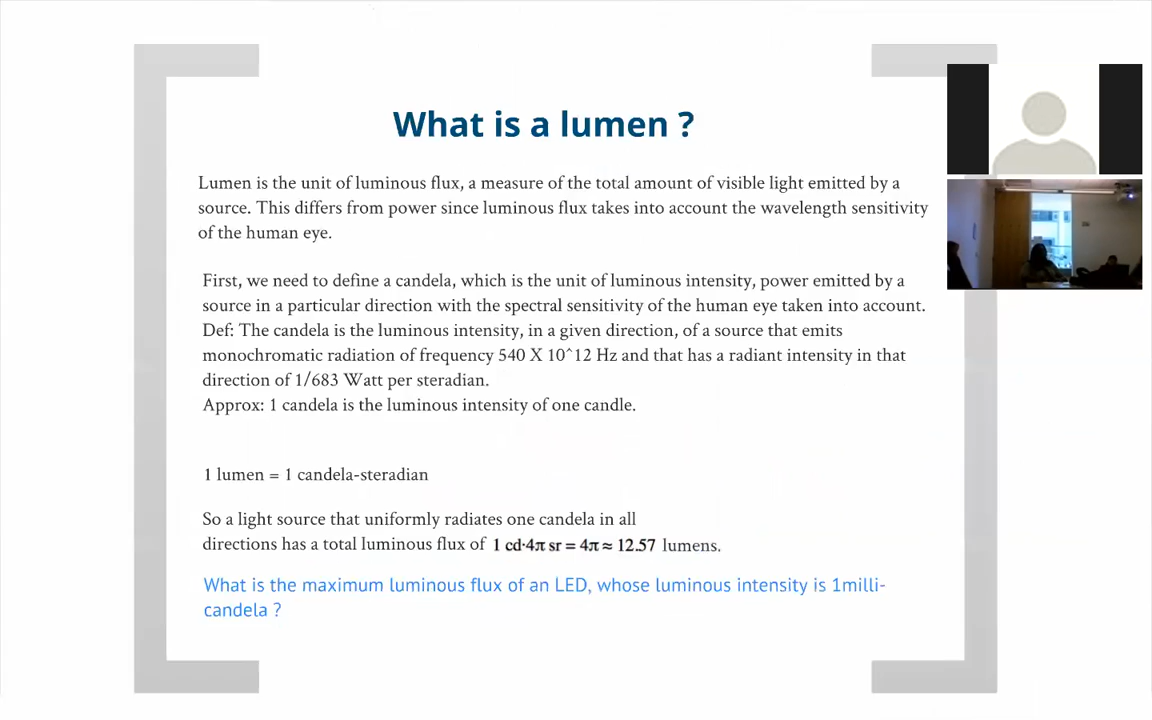 What is a lumen ?
Lumen is the unit of luminous flux, a measure of the total amount of visible light emitted by a
source. This differs from power since luminous flux takes into account the wavelength sensitivity
of the human eye.
First, we need to define a candela, which is the unit of luminous intensity, power emitted by a
source in a particular direction with the spectral sensitivity of the human eye taken into account.
Def: The candela is the luminous intensity, in a given direction, of a source that emits
monochromatic radiation of frequency 540 X 10^12 Hz and that has a radiant intensity in that
direction of 1/683 Watt per steradian.
Approx: 1 candela is the luminous intensity of one candle.
1 lumen = 1 candela-steradian
So a light source that uniformly radiates one candela in all
directions has a total luminous flux of 1 cd·4π sr = 4π ≈ 12.57 lumens.
What is the maximum luminous flux of an LED, whose luminous intensity is 1milli-
candela ?